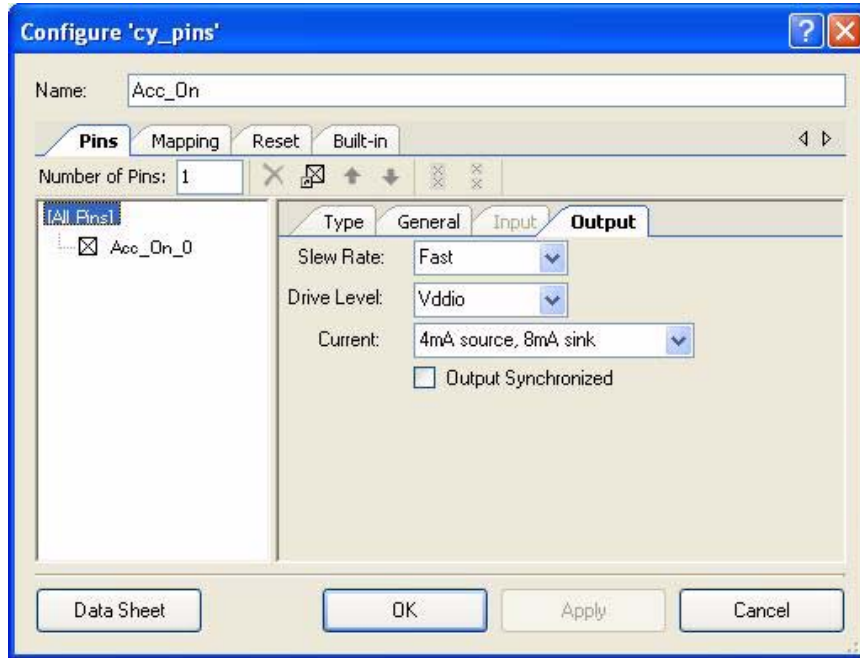 Configure 'cy_pins'
Name: Acc_On
Pins Mapping Reset Built-in
Number of Pins: 1
[All Pins]
Acc_On_0
Type General Input Output
Slew Rate: Fast
Drive Level: Vddio
Current: 4mA source, 8mA sink
Output Synchronized
Data Sheet OK Apply Cancel